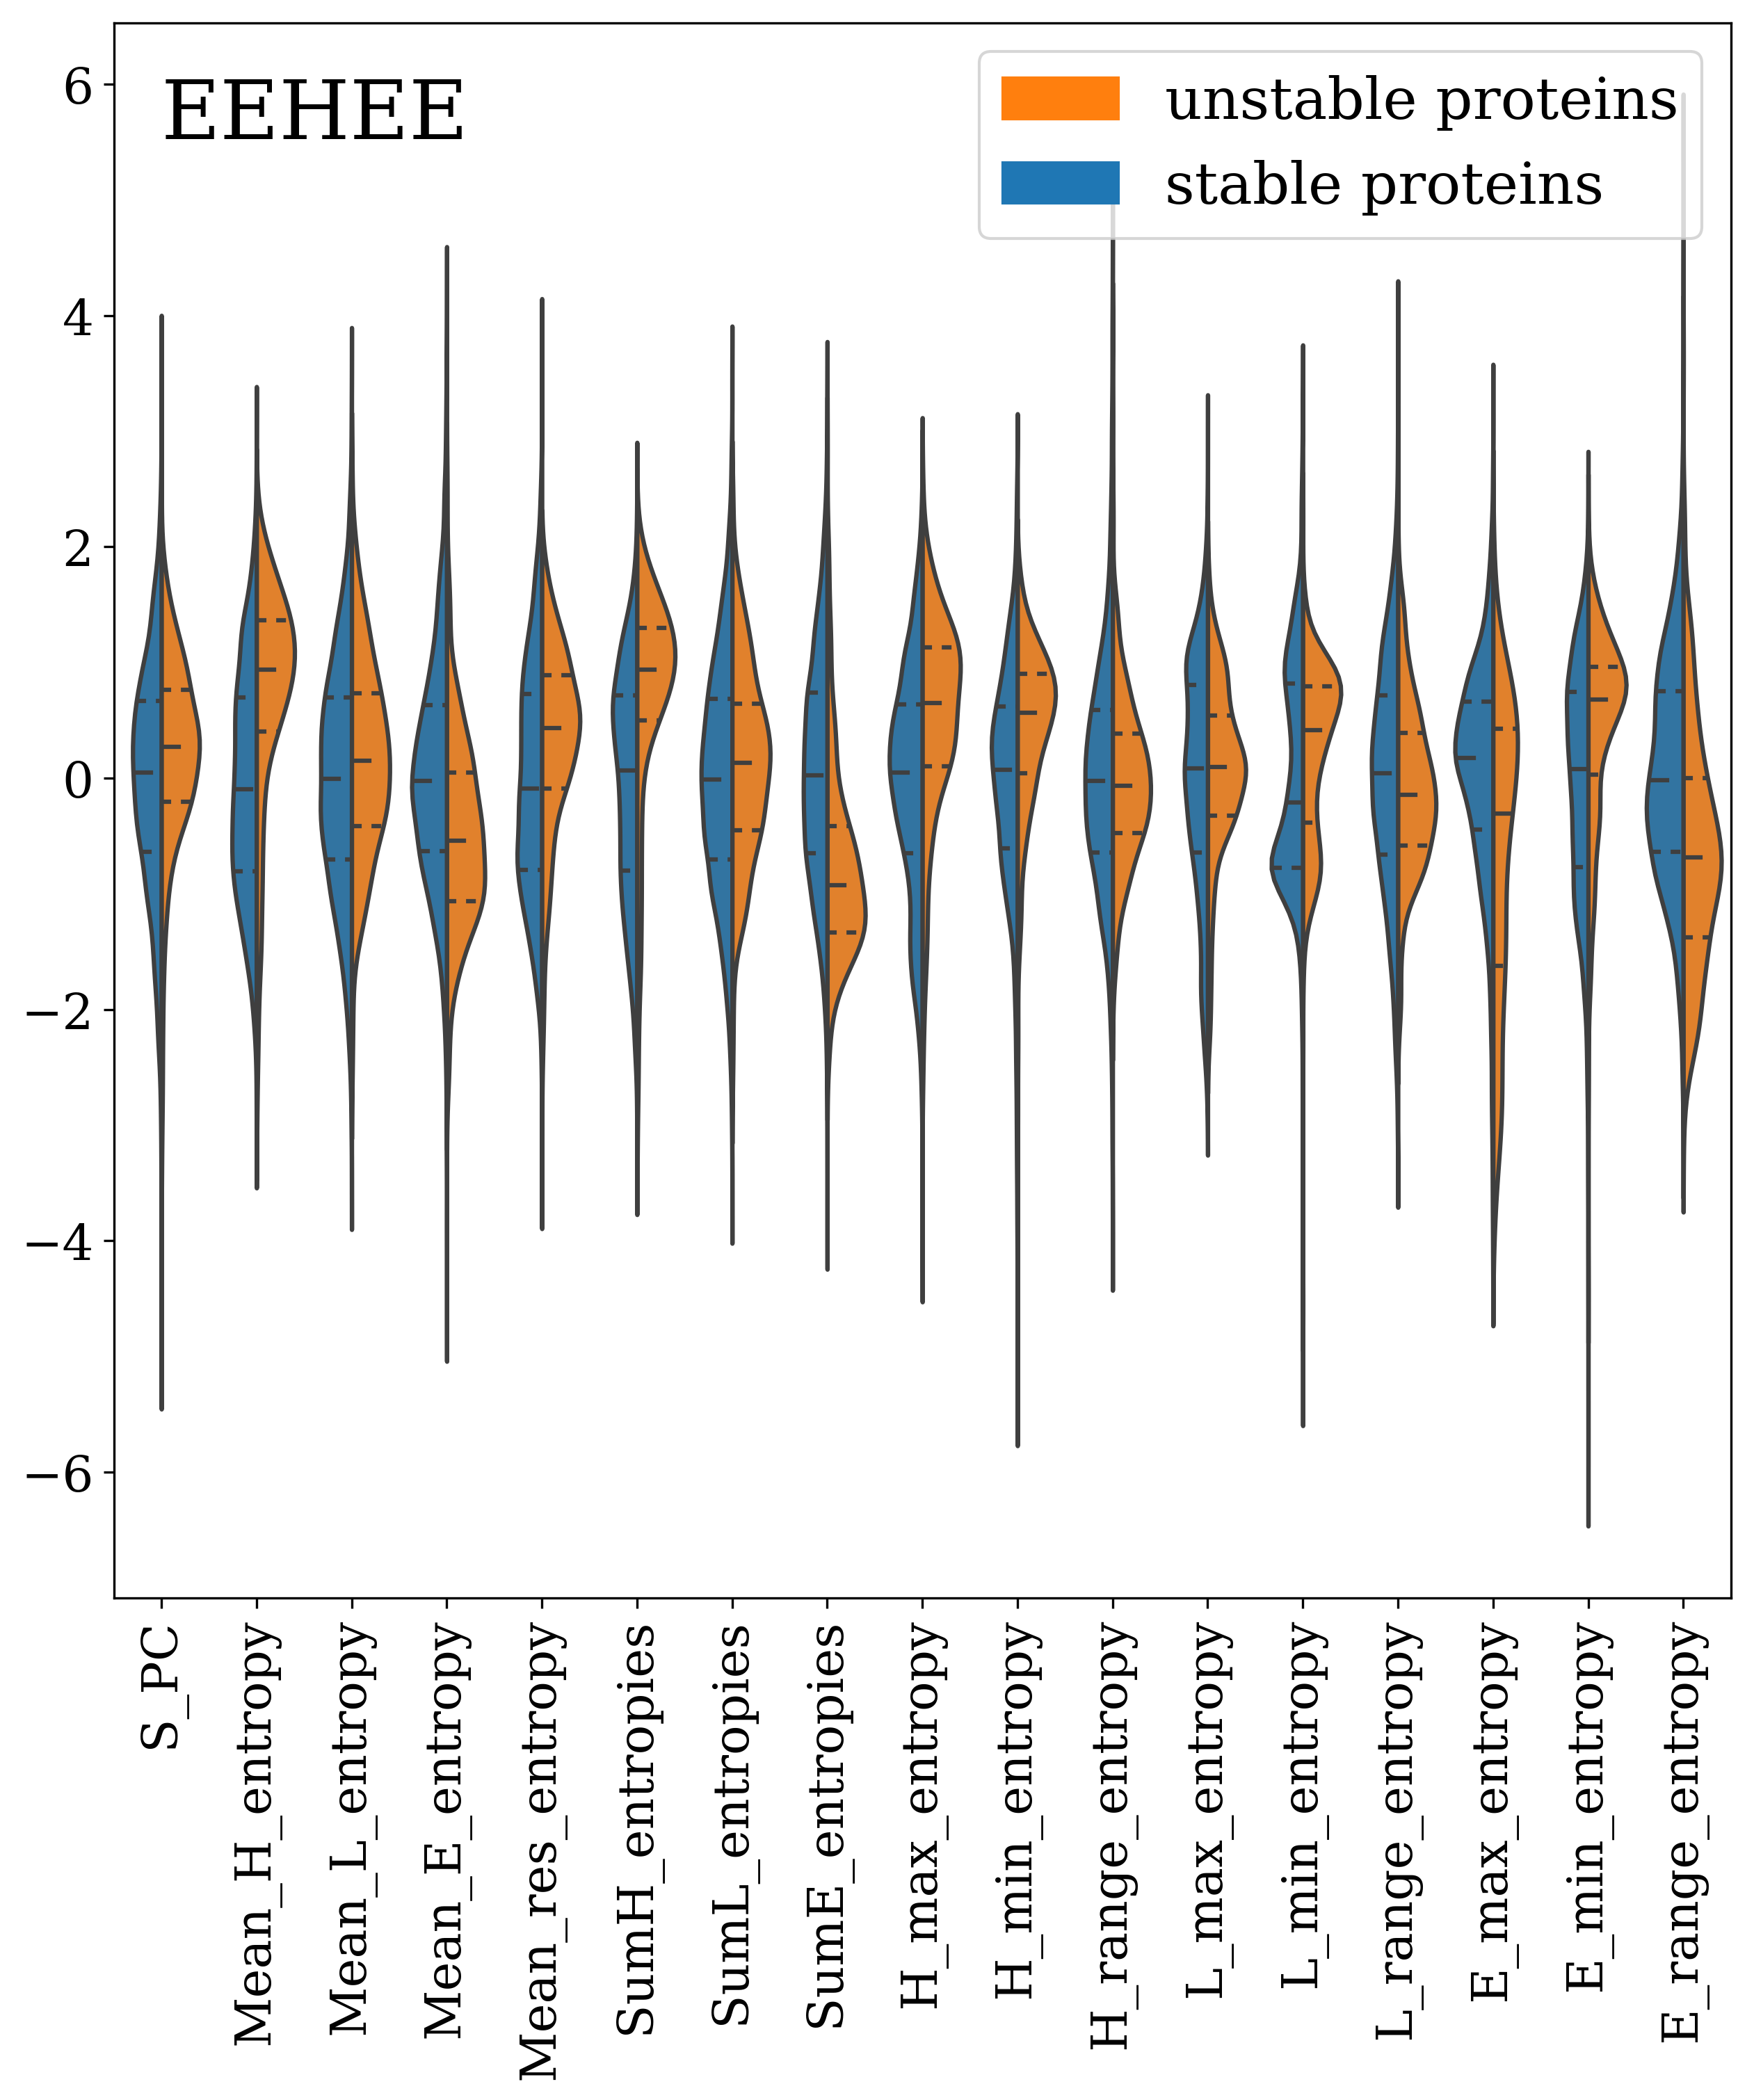 EEHEE
unstable proteins
stable proteins
6
4
2
0
−2
−4
−6
S_PC
Mean_H_entropy
Mean_L_entropy
Mean_E_entropy
Mean_res_entropy
SumH_entropies
SumL_entropies
SumE_entropies
H_max_entropy
H_min_entropy
H_range_entropy
L_max_entropy
L_min_entropy
L_range_entropy
E_max_entropy
E_min_entropy
E_range_entropy